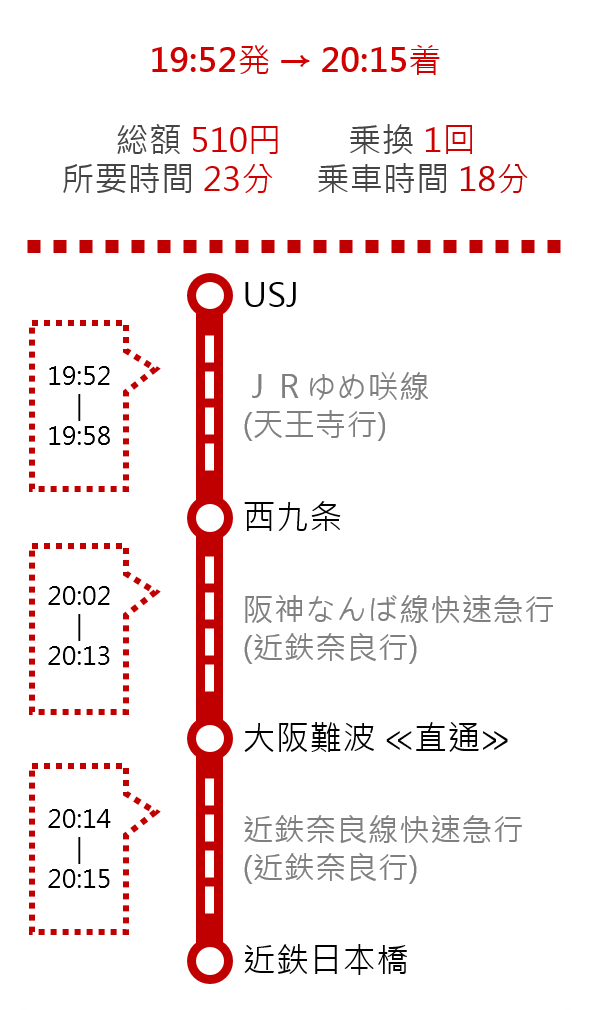 19:52発 → 20:15着
総額 510円 乗換 1回
所要時間 23分 乗車時間 18分
USJ
19:52
|
19:58
ＪＲゆめ咲線
(天王寺行)
西九条
20:02
|
20:13
阪神なんば線快速急行
(近鉄奈良行)
大阪難波 ≪直通≫
20:14
|
20:15
近鉄奈良線快速急行
(近鉄奈良行)
近鉄日本橋